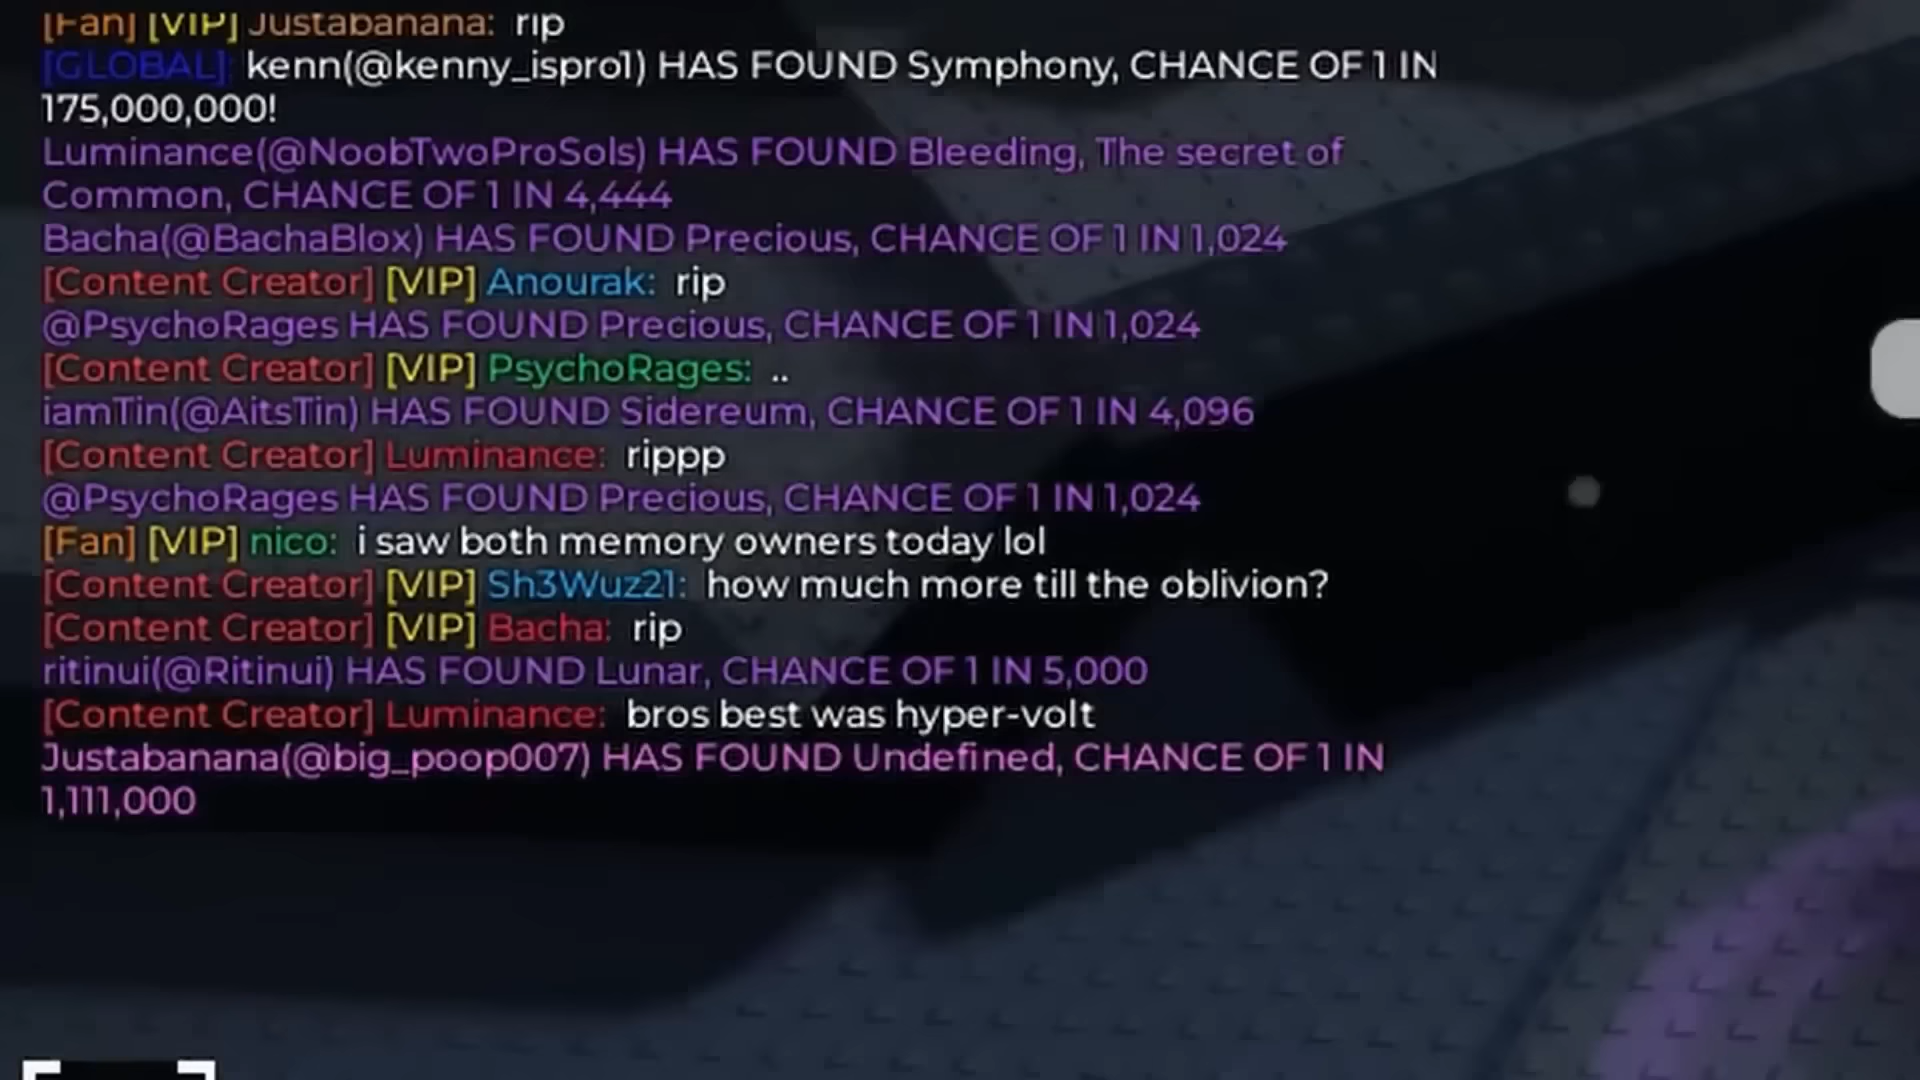 [Fan] [VIP] Justabanana: rip
[GLOBAL]: kenn(@kenny_ispro1) HAS FOUND Symphony, CHANCE OF 1 IN
175,000,000!
Luminance(@NoobTwoProSols) HAS FOUND Bleeding, The secret of
Common, CHANCE OF 1 IN 4,444
Bacha(@BachaBlox) HAS FOUND Precious, CHANCE OF 1 IN 1,024
[Content Creator] [VIP] Anourak: rip
@PsychoRages HAS FOUND Precious, CHANCE OF 1 IN 1,024
[Content Creator] [VIP] PsychoRages: ..
iamTin(@AitsTin) HAS FOUND Sidereum, CHANCE OF 1 IN 4,096
[Content Creator] Luminance: rippp
@PsychoRages HAS FOUND Precious, CHANCE OF 1 IN 1,024
[Fan] [VIP] nico: i saw both memory owners today lol
[Content Creator] [VIP] Sh3Wuz21: how much more till the oblivion?
[Content Creator] [VIP] Bacha: rip
ritinui(@Ritinui) HAS FOUND Lunar, CHANCE OF 1 IN 5,000
[Content Creator] Luminance: bros best was hyper-volt
Justabanana(@big_poop007) HAS FOUND Undefined, CHANCE OF 1 IN
1,111,000